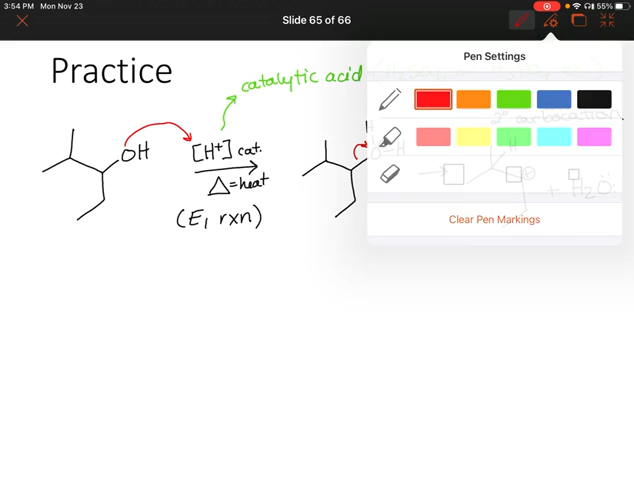 3:54 PM Mon Nov 23
55%
Slide 65 of 66
Pen Settings
Practice
catalytic acid
OH
[H+] cat.
△=heat
(E1 rxn)
H
O-H
2° carbocation
H
+ H2O:
Clear Pen Markings